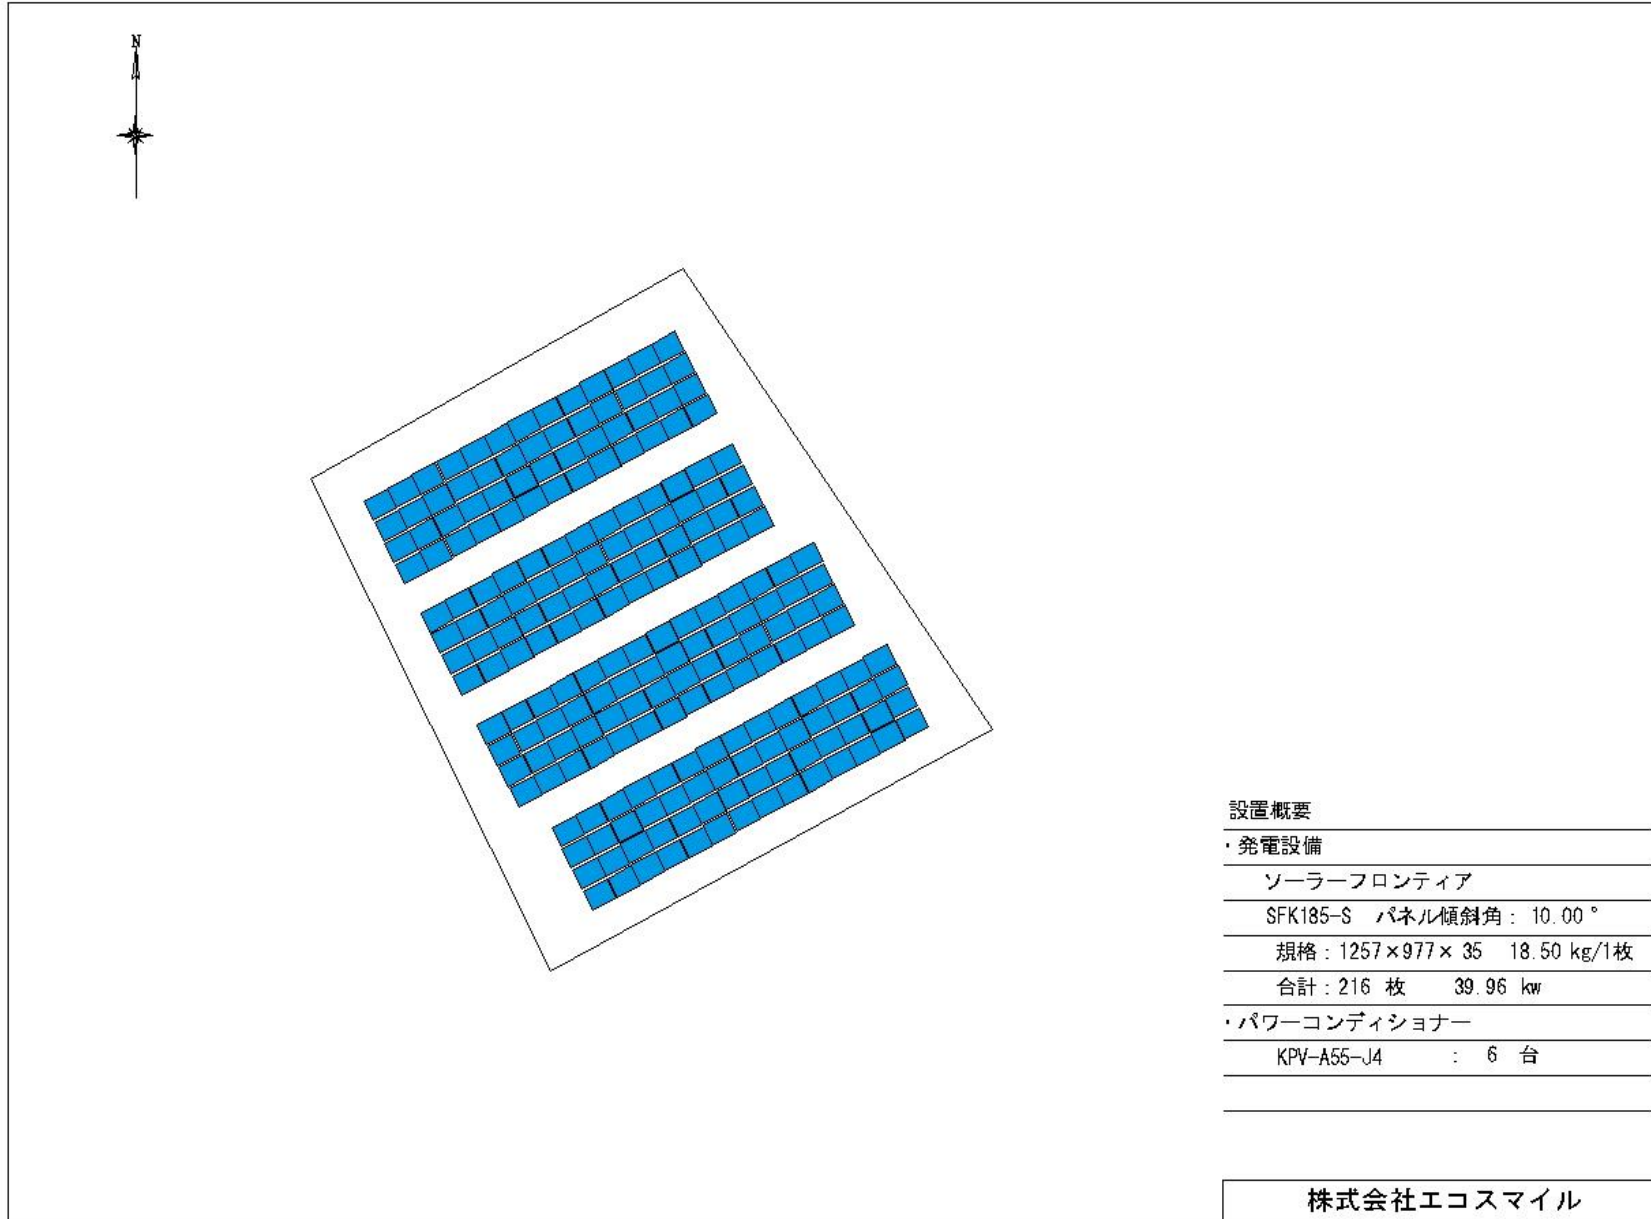 N
設置概要
・発電設備
ソーラーフロンティア
SFK185-S パネル傾斜角： 10.00°
規格：1257×977× 35 18.50 kg/1枚
合計：216 枚 39.96 kw
・パワーコンディショナー
KPV-A55-J4 ： 6 台
株式会社エコスマイル